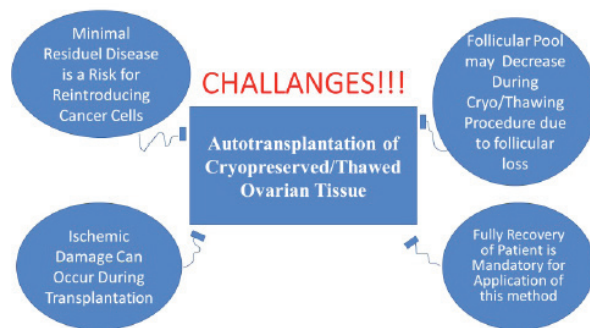 Minimal
Residuel Disease
is a Risk for
Reintroducing
Cancer Cells
CHALLANGES!!!
Follicular Pool
may Decrease
During
Cryo/Thawing
Procedure due
to follicular
loss
Autotransplantation of
Cryopreserved/Thawed
Ovarian Tissue
Ischemic
Damage Can
Occur During
Transplantation
Fully Recovery
of Patient is
Mandatory for
Application of
this method